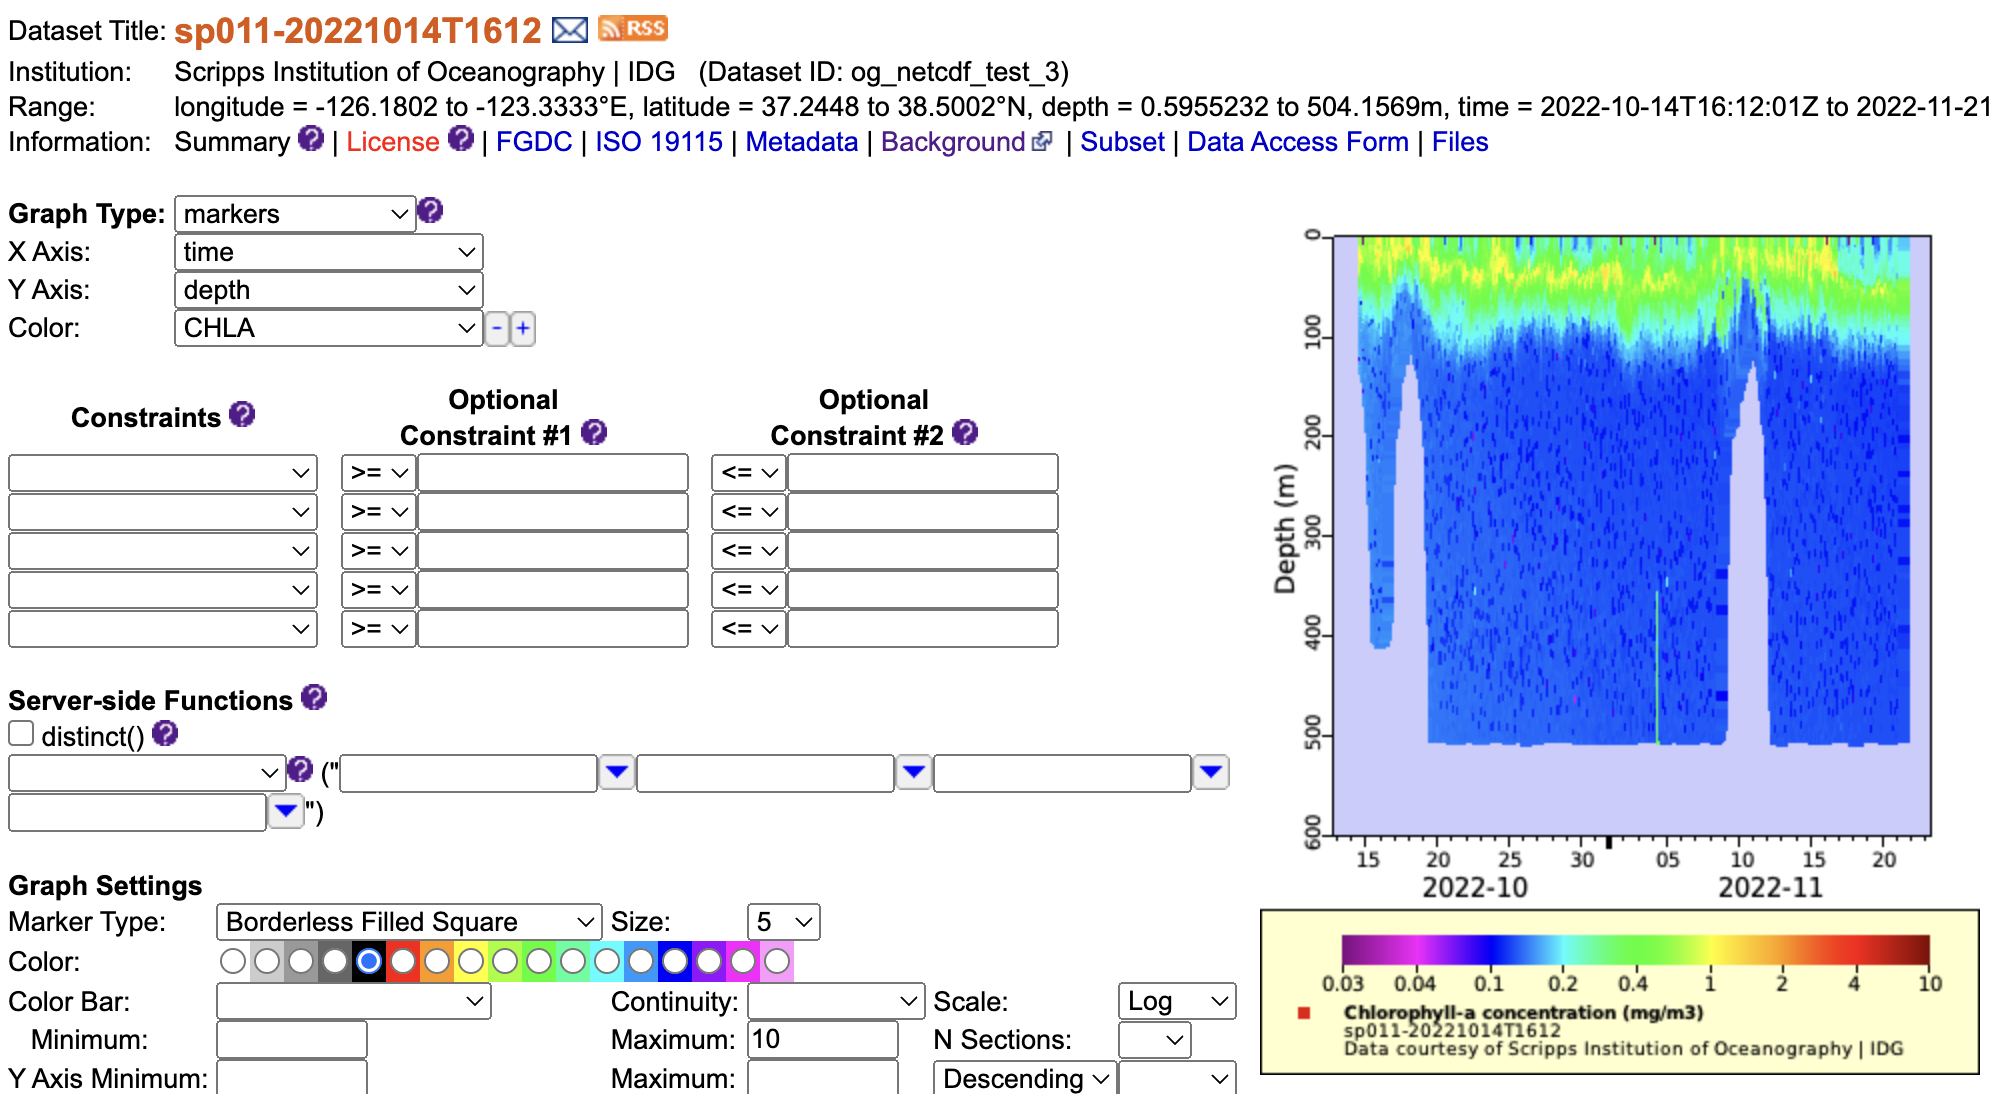 Dataset Title: sp011-20221014T1612 RSS
Institution: Scripps Institution of Oceanography | IDG (Dataset ID: og_netcdf_test_3)
Range: longitude = -126.1802 to -123.3333°E, latitude = 37.2448 to 38.5002°N, depth = 0.5955232 to 504.1569m, time = 2022-10-14T16:12:01Z to 2022-11-21
Information: Summary ? | License ? | FGDC | ISO 19115 | Metadata | Background | Subset | Data Access Form | Files
Graph Type: markers ?
X Axis: time
Y Axis: depth
Color: CHLA - +
Constraints ? Optional Constraint #1 ? Optional Constraint #2 ?
>= <=
>= <=
>= <=
>= <=
>= <=
Server-side Functions ?
distinct() ?
? ("
")
Graph Settings
Marker Type: Borderless Filled Square Size: 5
Color:
Color Bar: Continuity: Scale: Log
Minimum: Maximum: 10 N Sections:
Y Axis Minimum: Maximum: Descending
Depth (m)
0
100
200
300
400
500
600
15 20 25 30 05 10 15 20
2022-10 2022-11
0.03 0.04 0.1 0.2 0.4 1 2 4 10
Chlorophyll-a concentration (mg/m3)
sp011-20221014T1612
Data courtesy of Scripps Institution of Oceanography | IDG